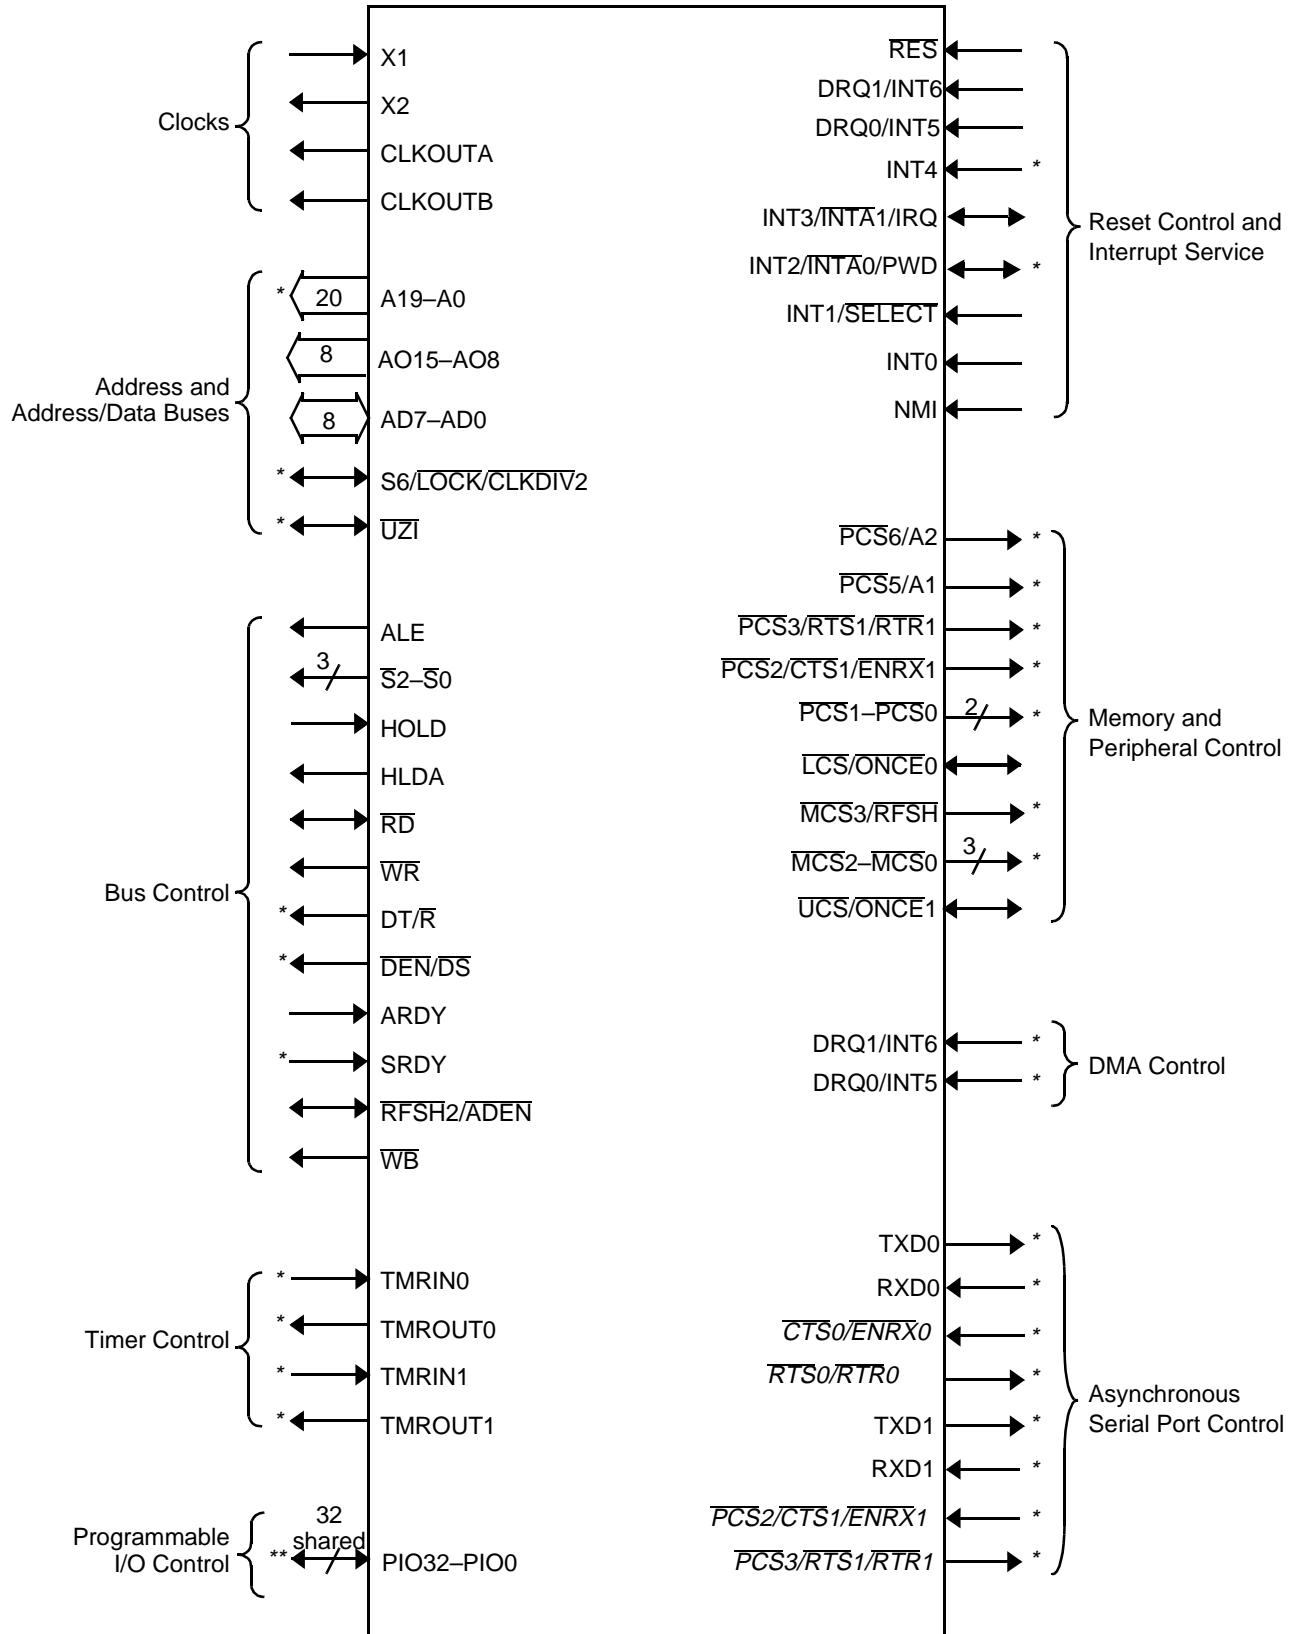 Clocks
X1
X2
CLKOUTA
CLKOUTB
Address and
Address/Data Buses
* 20 A19–A0
8 AO15–AO8
8 AD7–AD0
* S6/LOCK/CLKDIV2
* UZI
Bus Control
ALE
3 S2–S0
HOLD
HLDA
RD
WR
* DT/R
* DEN/DS
ARDY
* SRDY
RFSH2/ADEN
WB
Timer Control
* TMRIN0
* TMROUT0
* TMRIN1
* TMROUT1
Programmable
I/O Control
32
shared
** PIO32–PIO0
RES
DRQ1/INT6
DRQ0/INT5
INT4 *
INT3/INTA1/IRQ
INT2/INTA0/PWD *
INT1/SELECT
INT0
NMI
Reset Control and
Interrupt Service
PCS6/A2 *
PCS5/A1 *
PCS3/RTS1/RTR1 *
PCS2/CTS1/ENRX1 *
PCS1–PCS0 2 *
LCS/ONCE0
MCS3/RFSH *
MCS2–MCS0 3 *
UCS/ONCE1
Memory and
Peripheral Control
DRQ1/INT6 *
DRQ0/INT5 *
DMA Control
TXD0 *
RXD0 *
CTS0/ENRX0 *
RTS0/RTR0 *
TXD1 *
RXD1 *
PCS2/CTS1/ENRX1 *
PCS3/RTS1/RTR1 *
Asynchronous
Serial Port Control